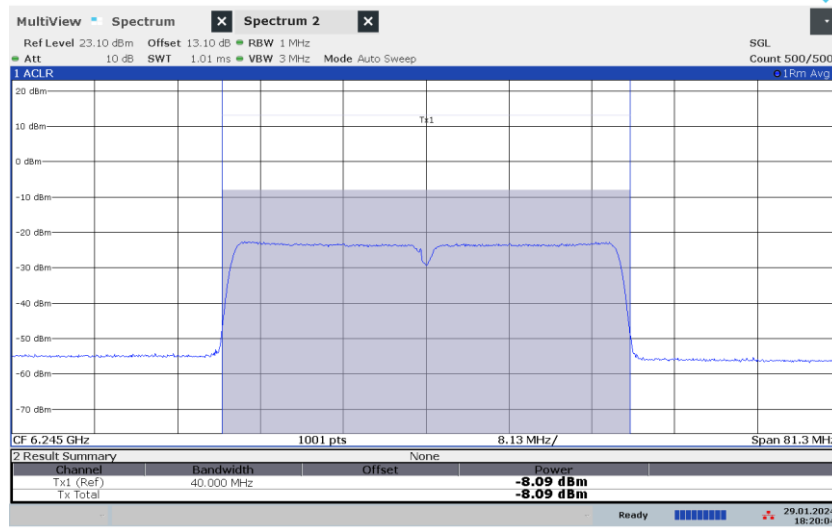 MultiView Spectrum X Spectrum 2 X
Ref Level 23.10 dBm Offset 13.10 dB RBW 1 MHz SGL
Att 10 dB SWT 1.01 ms VBW 3 MHz Mode Auto Sweep Count 500/500
1 ACLR 1Rm Avg
20 dBm
Tx1
10 dBm
0 dBm
-10 dBm
-20 dBm
-30 dBm
-40 dBm
-50 dBm
-60 dBm
-70 dBm
CF 6.245 GHz 1001 pts 8.13 MHz/ Span 81.3 MHz
2 Result Summary None
Channel Bandwidth Offset Power
Tx1 (Ref) 40.000 MHz -8.09 dBm
Tx Total -8.09 dBm
Ready 29.01.2024
18:20:04